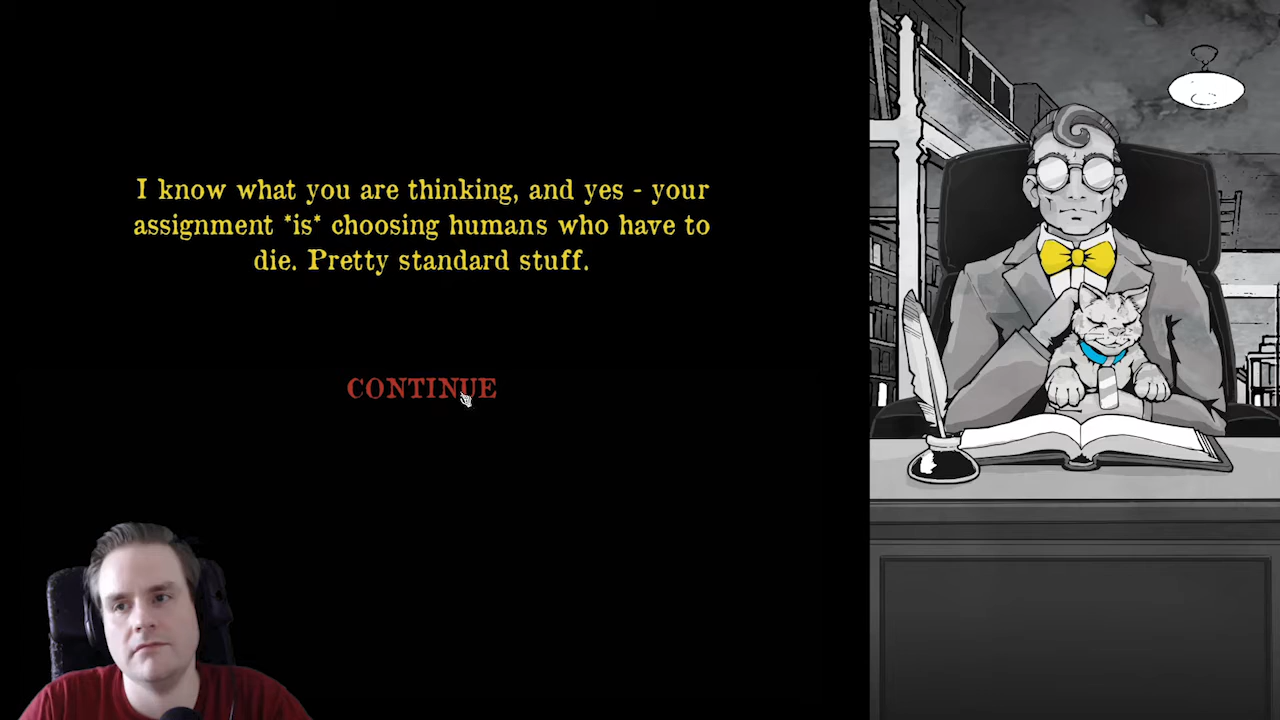 I know what you are thinking, and yes - your
assignment *is* choosing humans who have to
die. Pretty standard stuff.
CONTINUE